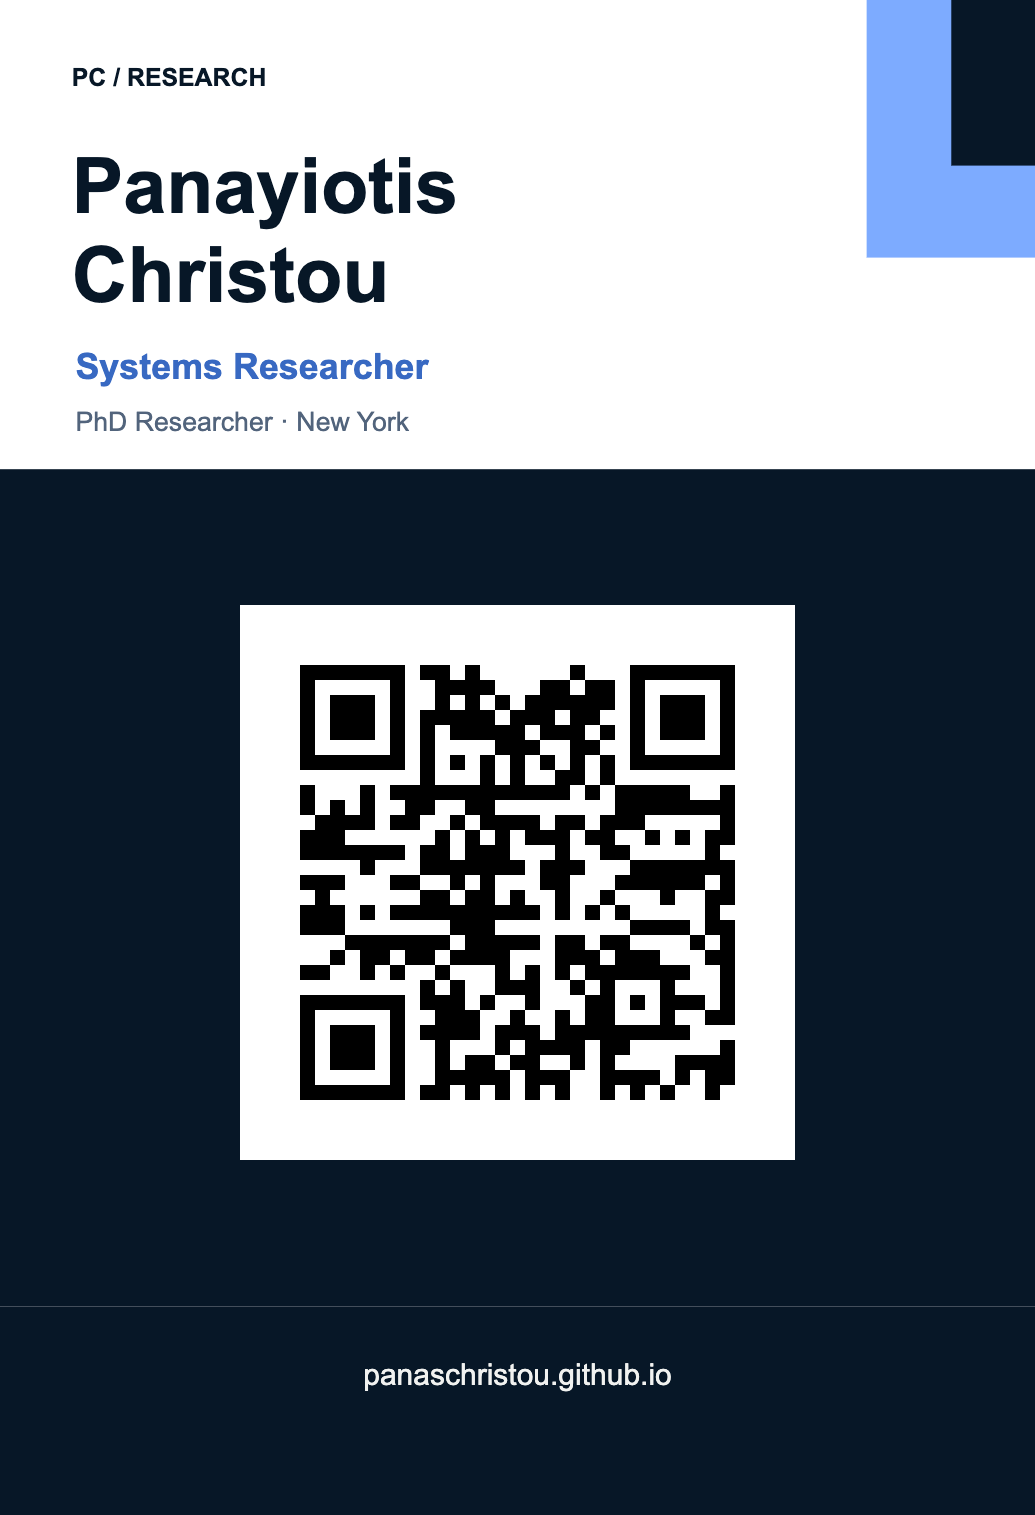 PC / RESEARCH
Panayiotis
Christou
Systems Researcher
PhD Researcher · New York
panaschristou.github.io